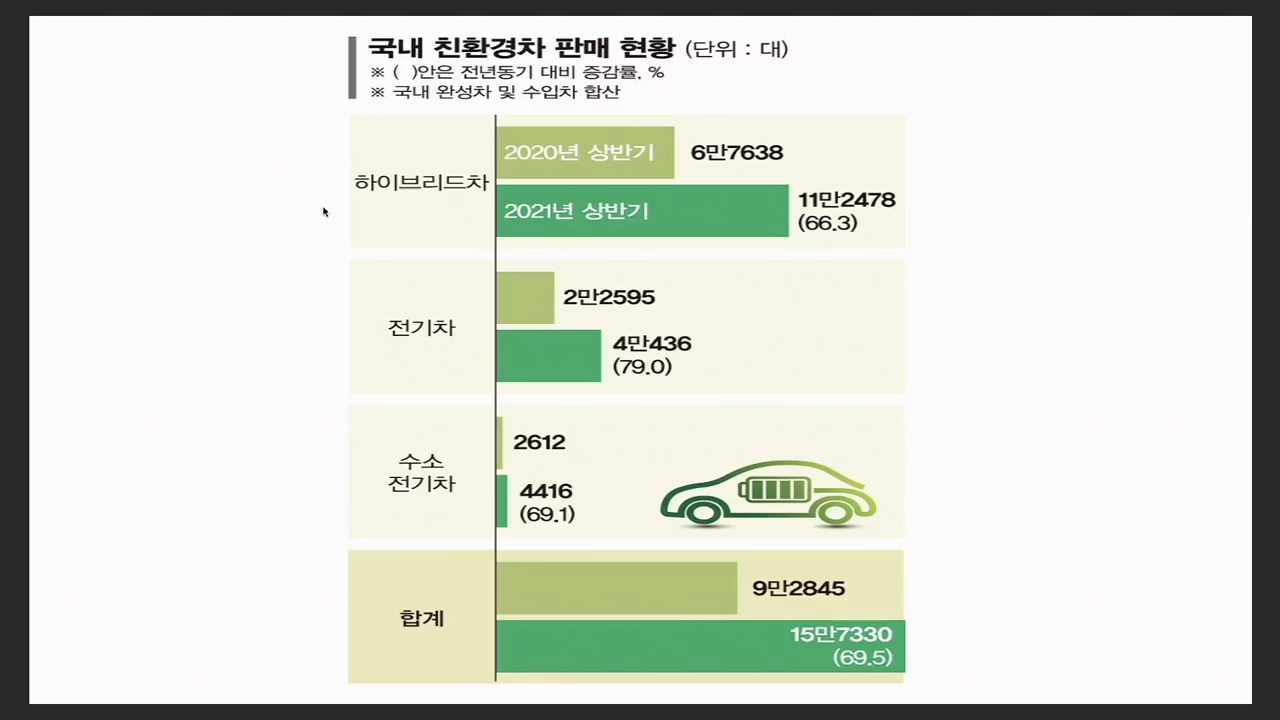 국내 친환경차 판매 현황 (단위 : 대)
※ ( )안은 전년동기 대비 증감률, %
※ 국내 완성차 및 수입차 합산
하이브리드차
2020년 상반기
6만7638
2021년 상반기
11만2478
(66.3)
전기차
2만2595
4만436
(79.0)
수소
전기차
2612
4416
(69.1)
합계
9만2845
15만7330
(69.5)